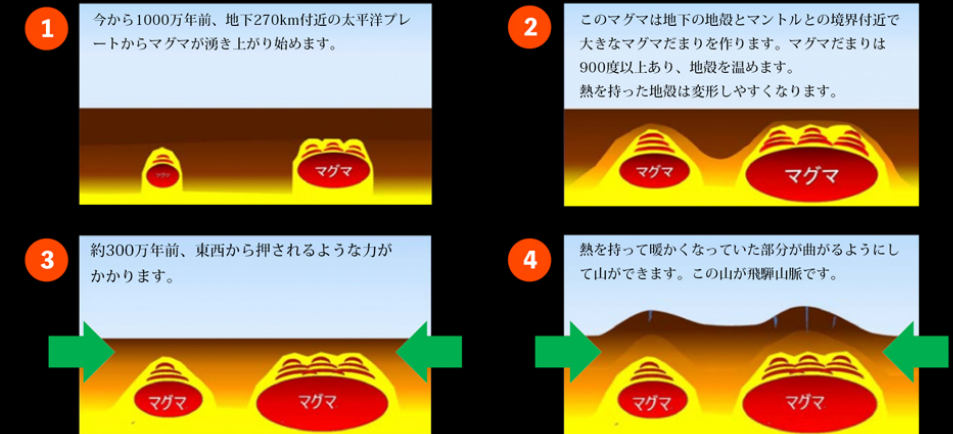 1
今から1000万年前、地下270km付近の太平洋プレ
ートからマグマが湧き上がり始めます。
マグマ
マグマ
2
このマグマは地下の地殻とマントルとの境界付近で
大きなマグマだまりを作ります。マグマだまりは
900度以上あり、地殻を温めます。
熱を持った地殻は変形しやすくなります。
マグマ
マグマ
3
約300万年前、東西から押されるような力が
かかります。
マグマ
マグマ
4
熱を持って暖かくなっていた部分が曲がるようにし
て山ができます。この山が飛騨山脈です。
マグマ
マグマ